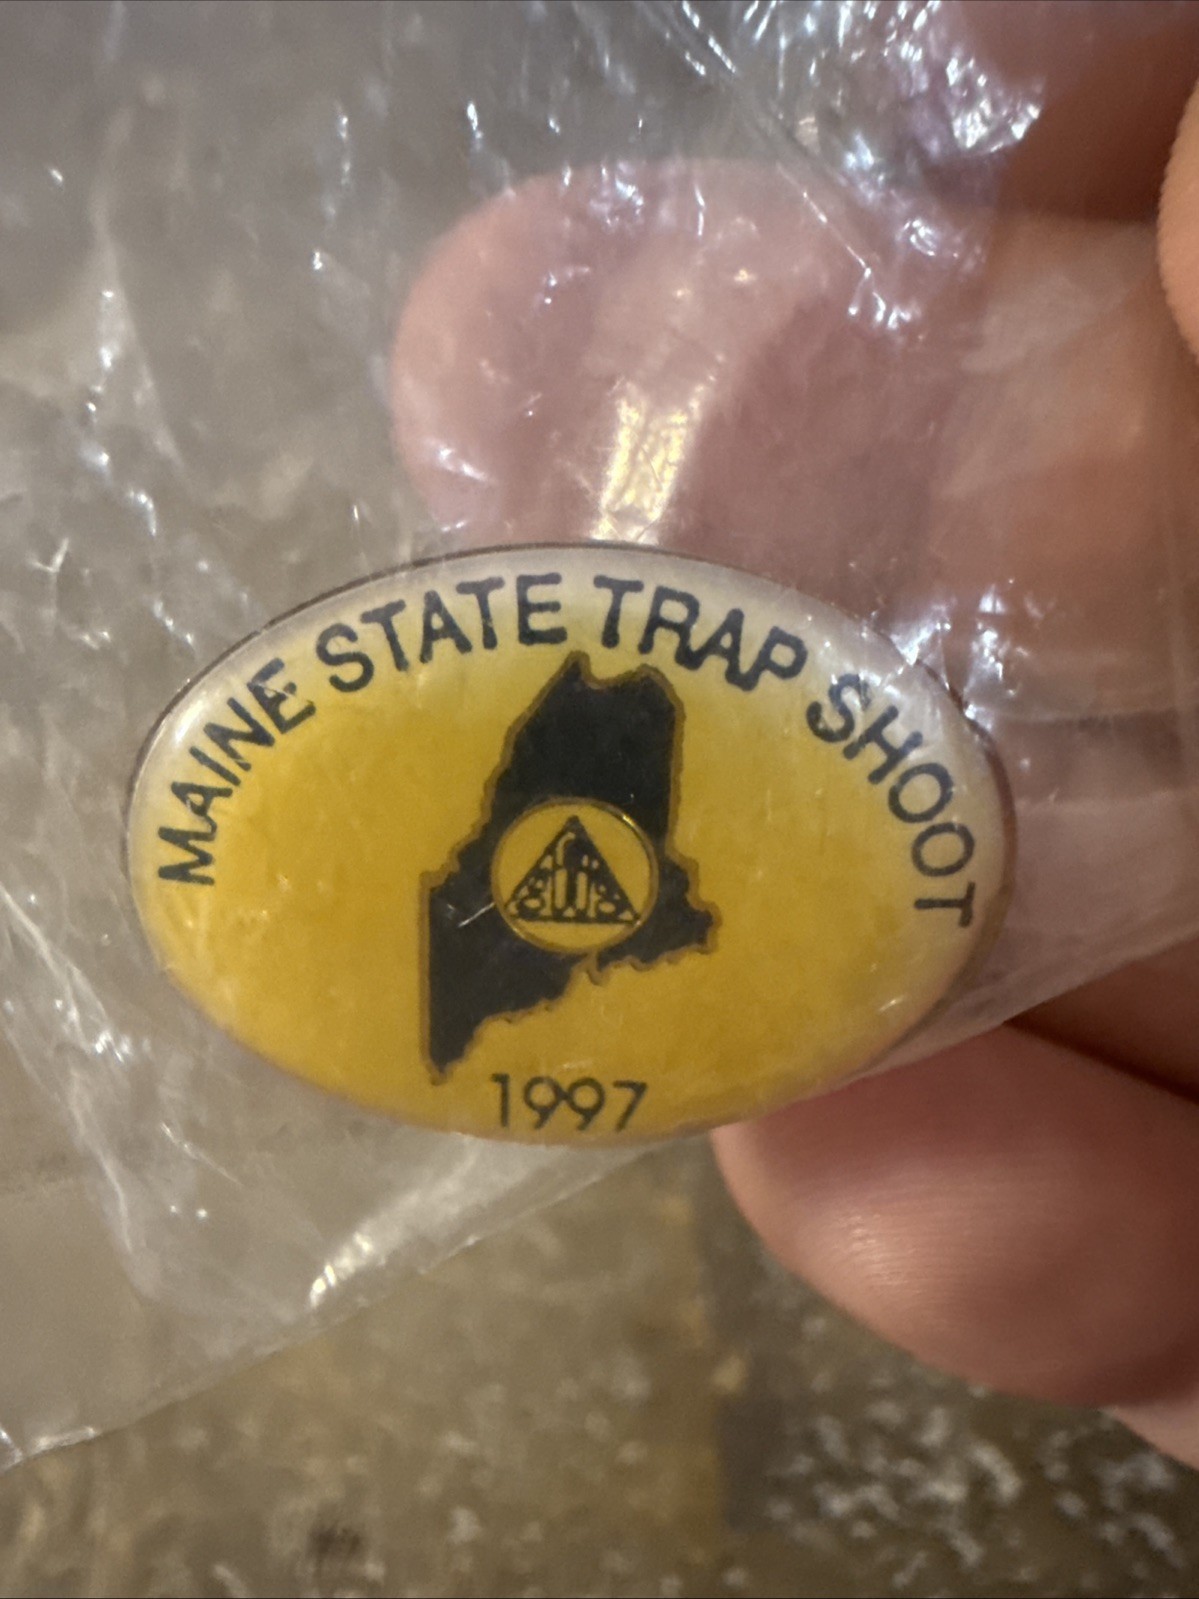 MAINE STATE TRAP SHOOT
1997